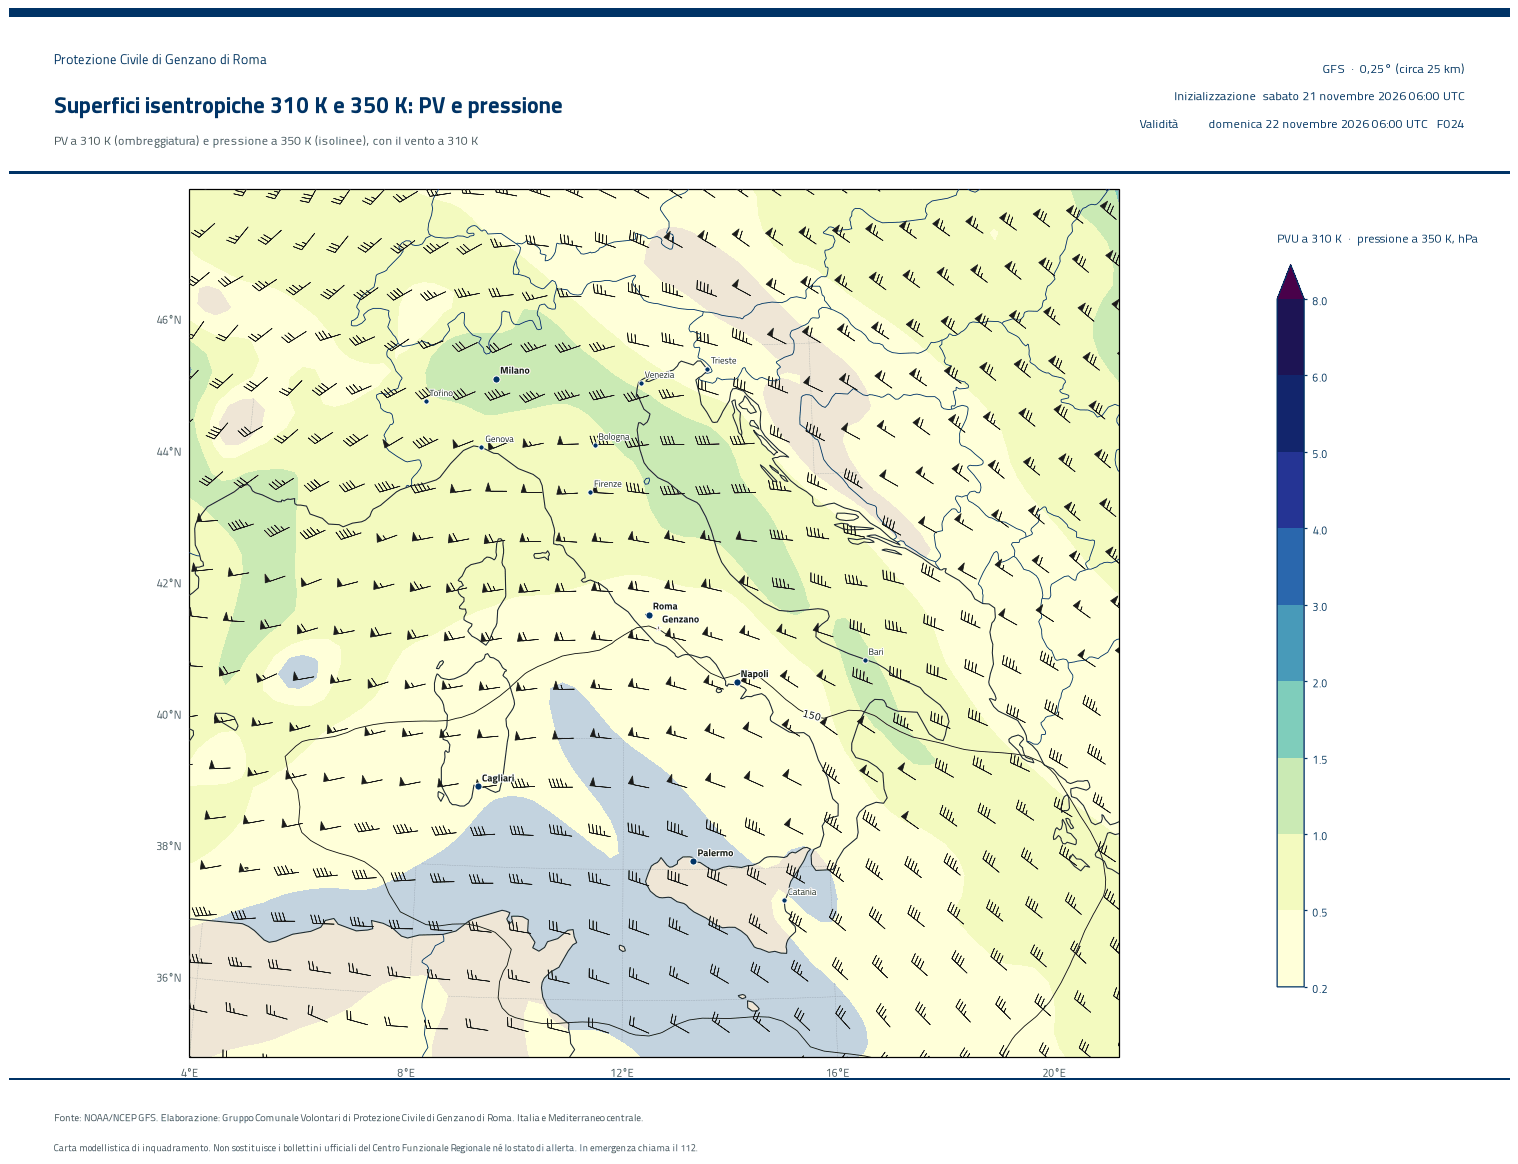 Protezione Civile di Genzano di Roma
Superfici isentropiche 310 K e 350 K: PV e pressione
PV a 310 K (ombreggiatura) e pressione a 350 K (isolinee), con il vento a 310 K
GFS · 0,25° (circa 25 km)
Inizializzazione sabato 21 novembre 2026 06:00 UTC
Validità domenica 22 novembre 2026 06:00 UTC F024
PVU a 310 K · pressione a 350 K, hPa
8.0
6.0
5.0
4.0
3.0
2.0
1.5
1.0
0.5
0.2
46°N
44°N
42°N
40°N
38°N
36°N
4°E
8°E
12°E
16°E
20°E
Trieste
Milano
Venezia
Torino
Genova
Bologna
Firenze
Roma
Genzano
Bari
Napoli
150
Cagliari
Palermo
Catania
Fonte: NOAA/NCEP GFS. Elaborazione: Gruppo Comunale Volontari di Protezione Civile di Genzano di Roma. Italia e Mediterraneo centrale.
Carta modellistica di inquadramento. Non sostituisce i bollettini ufficiali del Centro Funzionale Regionale né lo stato di allerta. In emergenza chiama il 112.